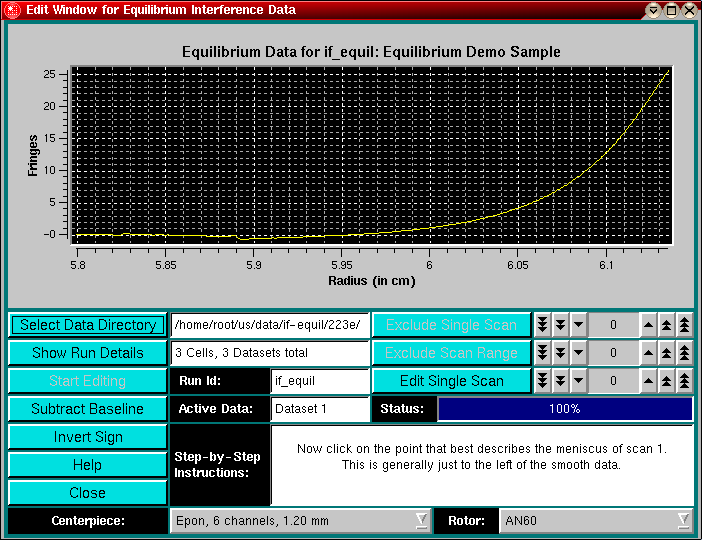 Edit Window for Equilibrium Interference Data
Equilibrium Data for if_equil: Equilibrium Demo Sample
Fringes
25
20
15
10
5
-0
5.8
5.85
5.9
5.95
6
6.05
6.1
Radius (in cm)
Select Data Directory
/home/root/us/data/if-equil/223e/
Exclude Single Scan
0
Show Run Details
3 Cells, 3 Datasets total
Exclude Scan Range
0
Start Editing
Run Id:
if_equil
Edit Single Scan
0
Subtract Baseline
Active Data:
Dataset 1
Status:
100%
Invert Sign
Help
Close
Step-by-Step
Instructions:
Now click on the point that best describes the meniscus of scan 1.
This is generally just to the left of the smooth data.
Centerpiece:
Epon, 6 channels, 1.20 mm
Rotor:
AN60